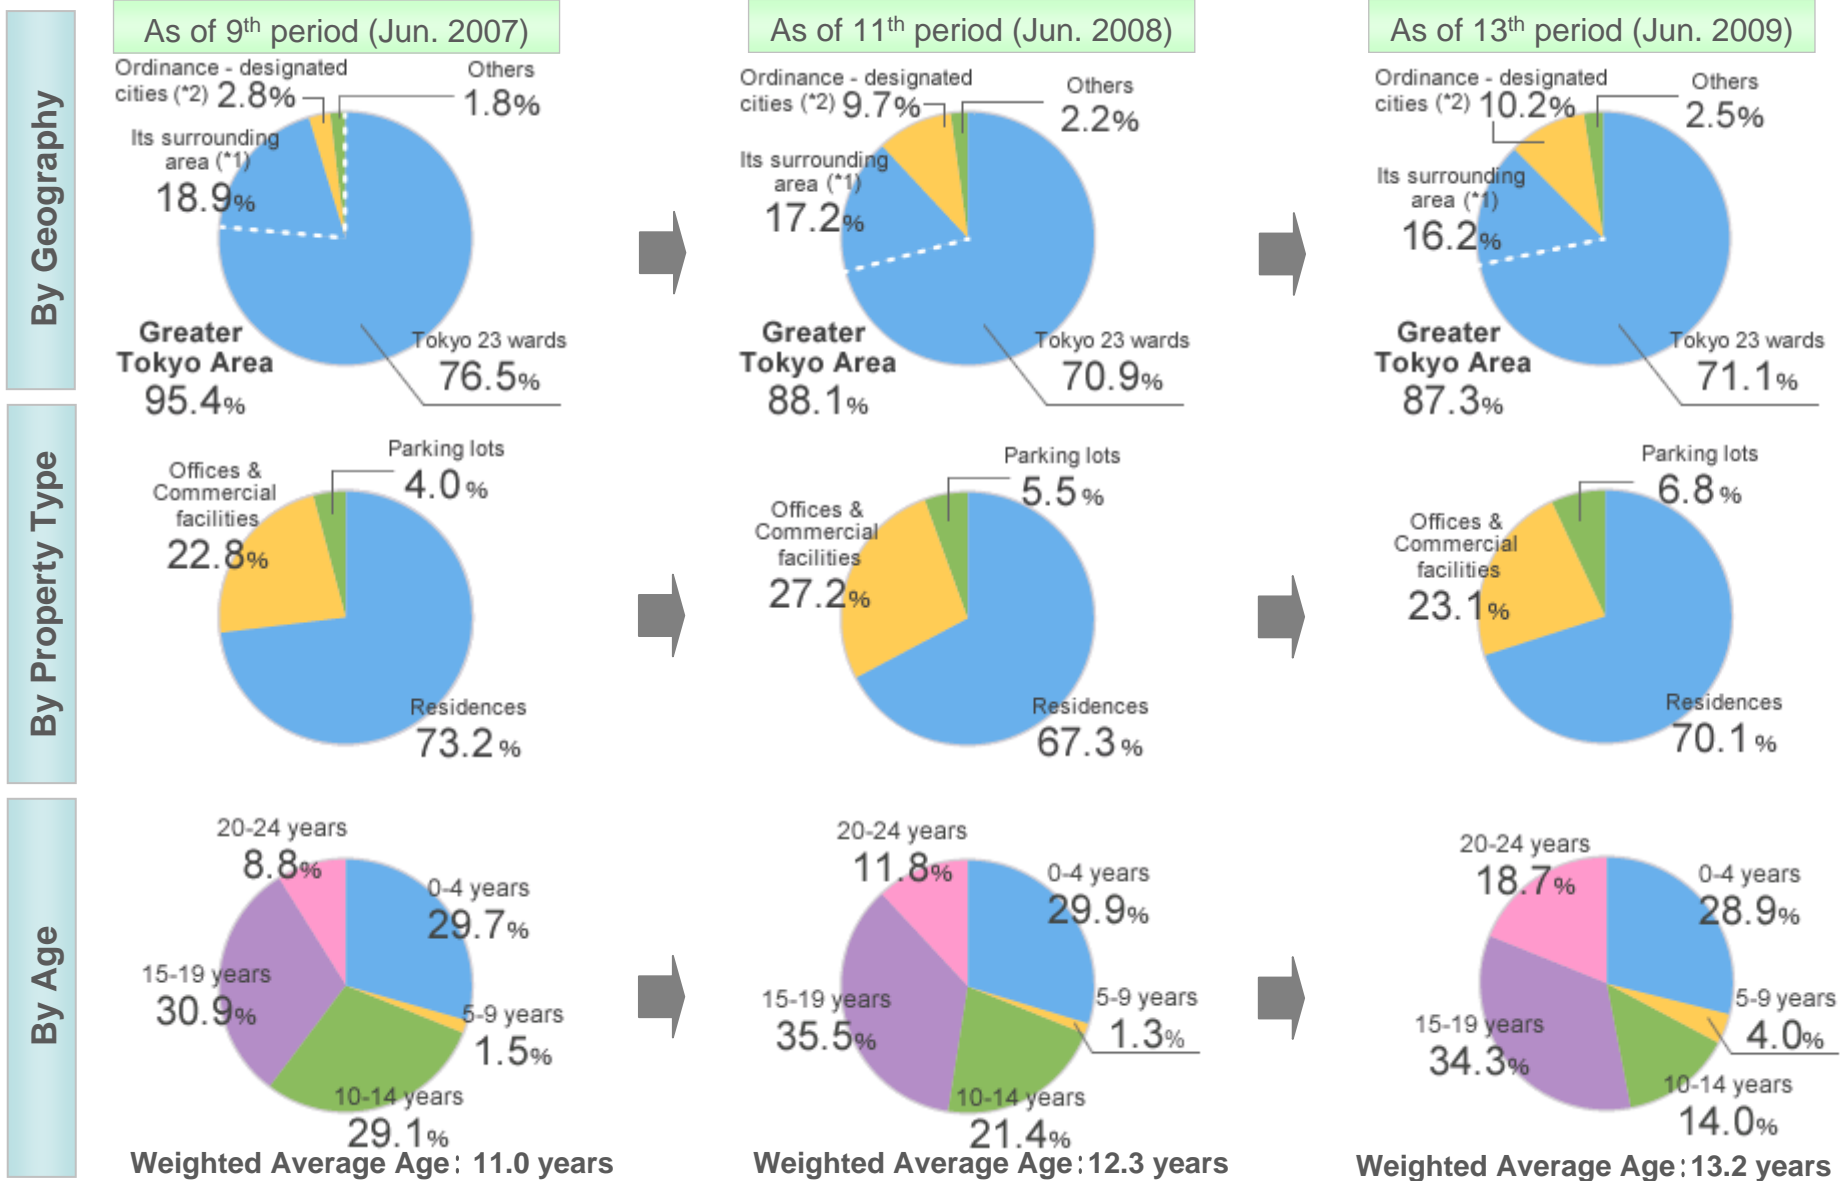 As of 9th period (Jun. 2007)
As of 11th period (Jun. 2008)
As of 13th period (Jun. 2009)
By Geography
Ordinance - designated
cities (*2) 2.8%
Others
1.8%
Its surrounding
area (*1)
18.9%
Greater
Tokyo Area
95.4%
Tokyo 23 wards
76.5%
Ordinance - designated
cities (*2) 9.7%
Others
2.2%
Its surrounding
area (*1)
17.2%
Greater
Tokyo Area
88.1%
Tokyo 23 wards
70.9%
Ordinance - designated
cities (*2) 10.2%
Others
2.5%
Its surrounding
area (*1)
16.2%
Greater
Tokyo Area
87.3%
Tokyo 23 wards
71.1%
By Property Type
Parking lots
4.0%
Offices &
Commercial
facilities
22.8%
Residences
73.2%
Parking lots
5.5%
Offices &
Commercial
facilities
27.2%
Residences
67.3%
Parking lots
6.8%
Offices &
Commercial
facilities
23.1%
Residences
70.1%
By Age
20-24 years
8.8%
0-4 years
29.7%
15-19 years
30.9%
5-9 years
1.5%
10-14 years
29.1%
Weighted Average Age: 11.0 years
20-24 years
11.8%
0-4 years
29.9%
15-19 years
35.5%
5-9 years
1.3%
10-14 years
21.4%
Weighted Average Age:12.3 years
20-24 years
18.7%
0-4 years
28.9%
15-19 years
34.3%
5-9 years
4.0%
10-14 years
14.0%
Weighted Average Age:13.2 years